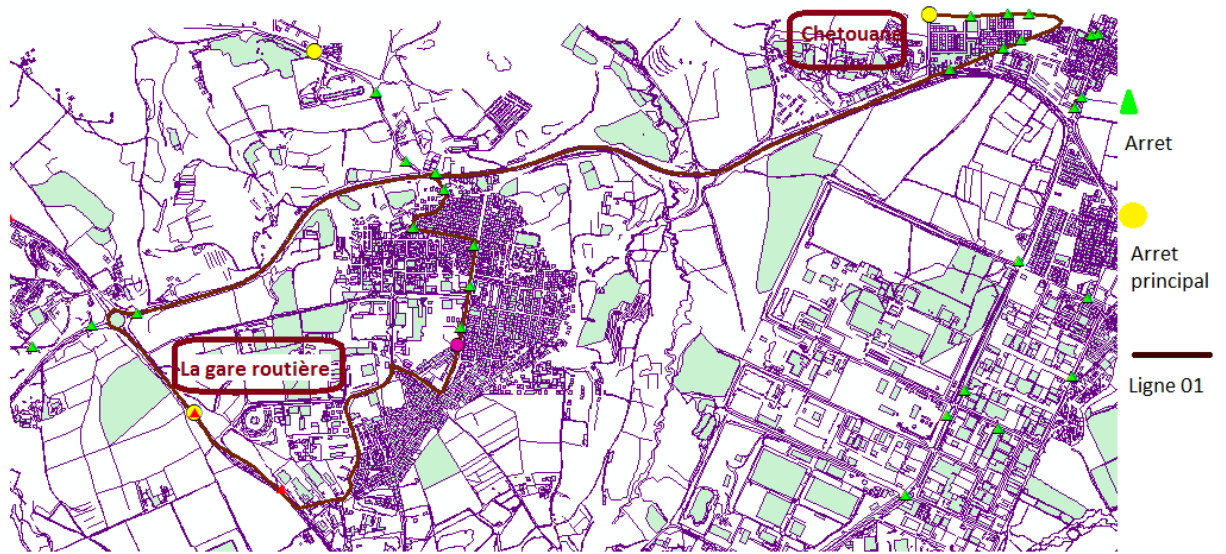 Chetouane
Arret
Arret
principal
La gare routière
Ligne 01